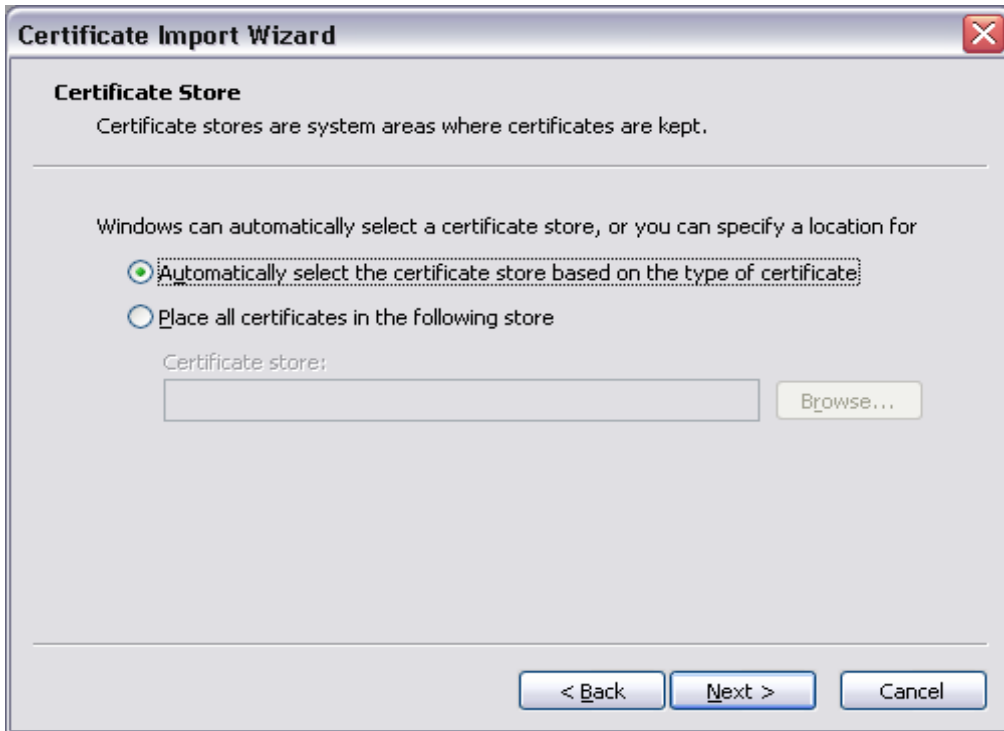 Certificate Import Wizard
Certificate Store
Certificate stores are system areas where certificates are kept.
Windows can automatically select a certificate store, or you can specify a location for
Automatically select the certificate store based on the type of certificate
Place all certificates in the following store
Certificate store:
Browse...
< Back Next > Cancel